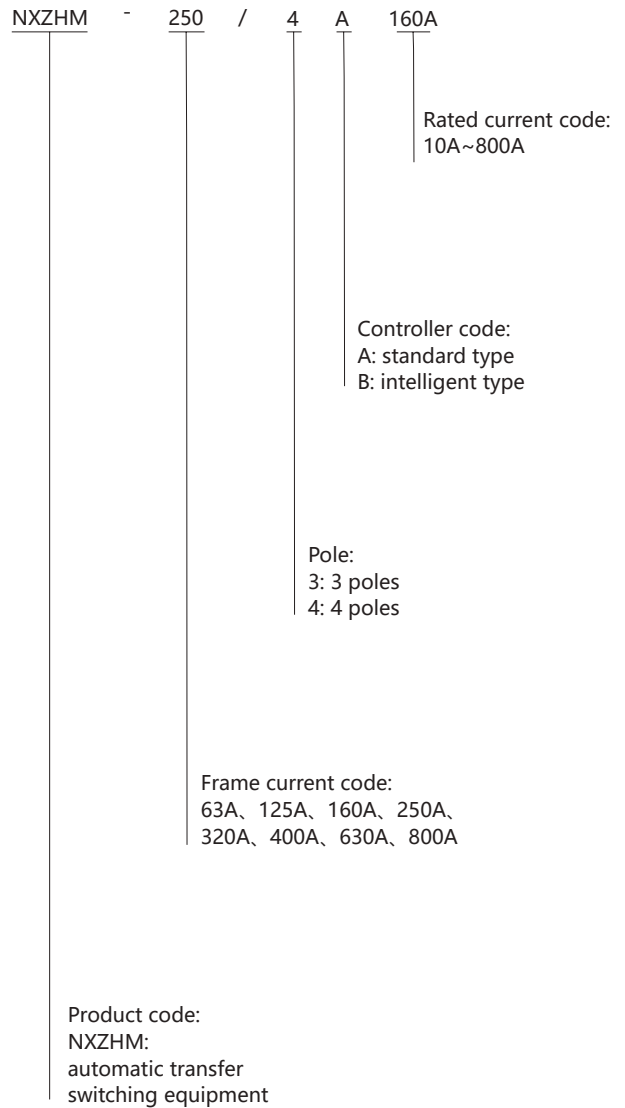 NXZHM - 250 / 4 A 160A
Rated current code:
10A~800A
Controller code:
A: standard type
B: intelligent type
Pole:
3: 3 poles
4: 4 poles
Frame current code:
63A、125A、160A、250A、
320A、400A、630A、800A
Product code:
NXZHM:
automatic transfer
switching equipment